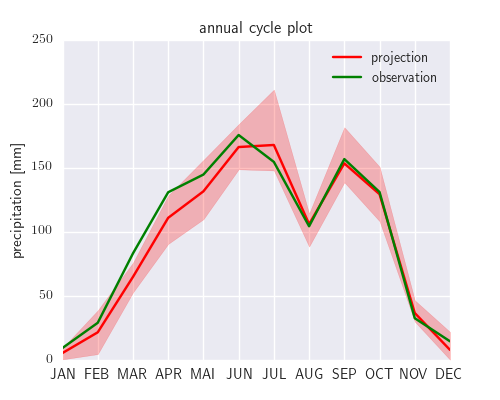 annual cycle plot
250
200
150
100
50
0
precipitation [mm]
projection
observation
JAN FEB MAR APR MAI JUN JUL AUG SEP OCT NOV DEC